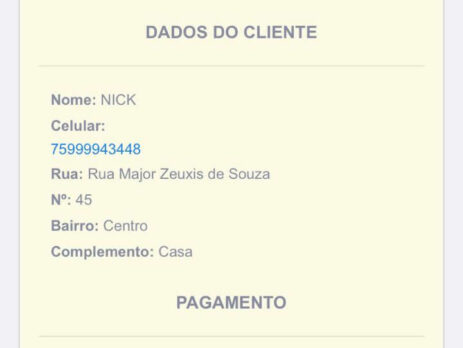 DADOS DO CLIENTE
Nome: NICK
Celular:
75999943448
Rua: Rua Major Zeuxis de Souza
Nº: 45
Bairro: Centro
Complemento: Casa
PAGAMENTO